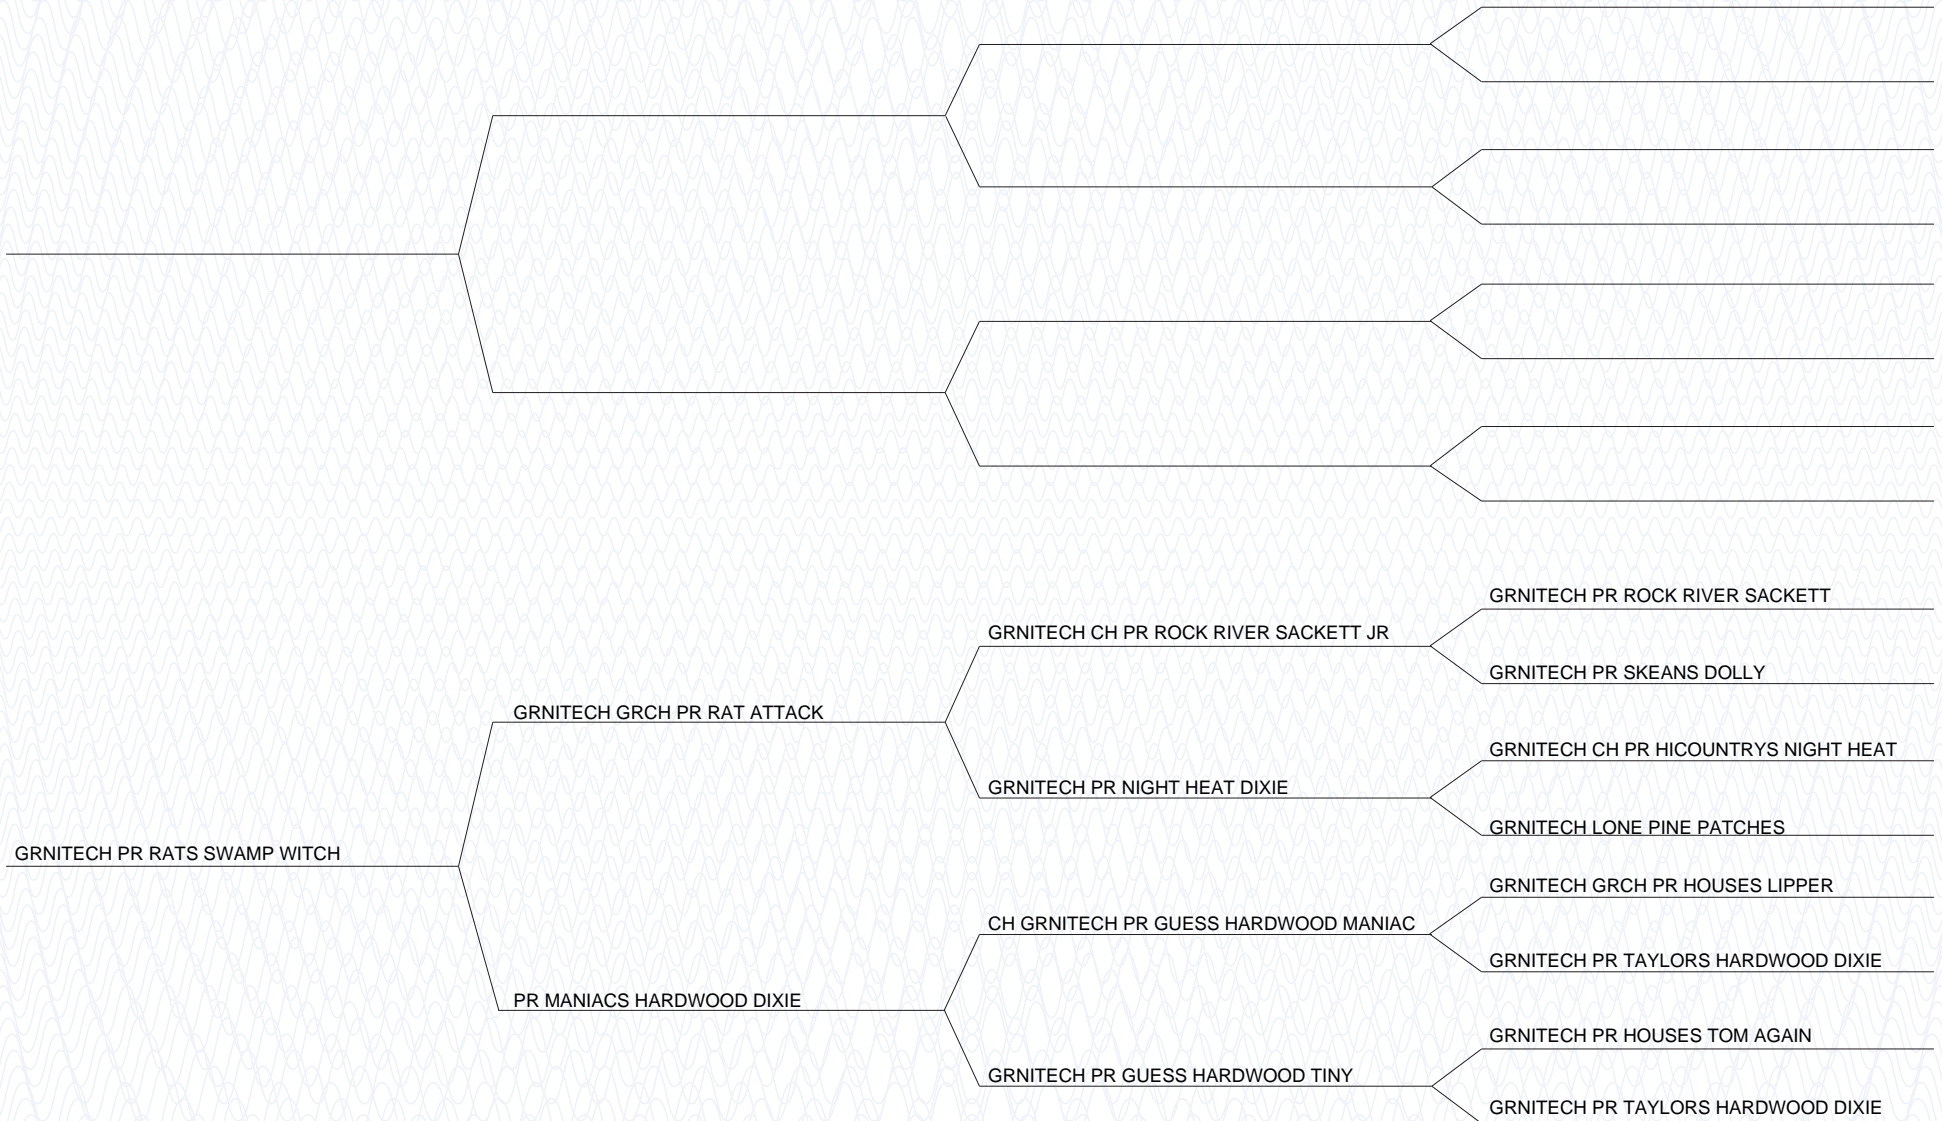 GRNITECH PR ROCK RIVER SACKETT
GRNITECH CH PR ROCK RIVER SACKETT JR
GRNITECH PR SKEANS DOLLY
GRNITECH GRCH PR RAT ATTACK
GRNITECH CH PR HICOUNTRYS NIGHT HEAT
GRNITECH PR NIGHT HEAT DIXIE
GRNITECH LONE PINE PATCHES
GRNITECH PR RATS SWAMP WITCH
GRNITECH GRCH PR HOUSES LIPPER
CH GRNITECH PR GUESS HARDWOOD MANIAC
GRNITECH PR TAYLORS HARDWOOD DIXIE
PR MANIACS HARDWOOD DIXIE
GRNITECH PR HOUSES TOM AGAIN
GRNITECH PR GUESS HARDWOOD TINY
GRNITECH PR TAYLORS HARDWOOD DIXIE